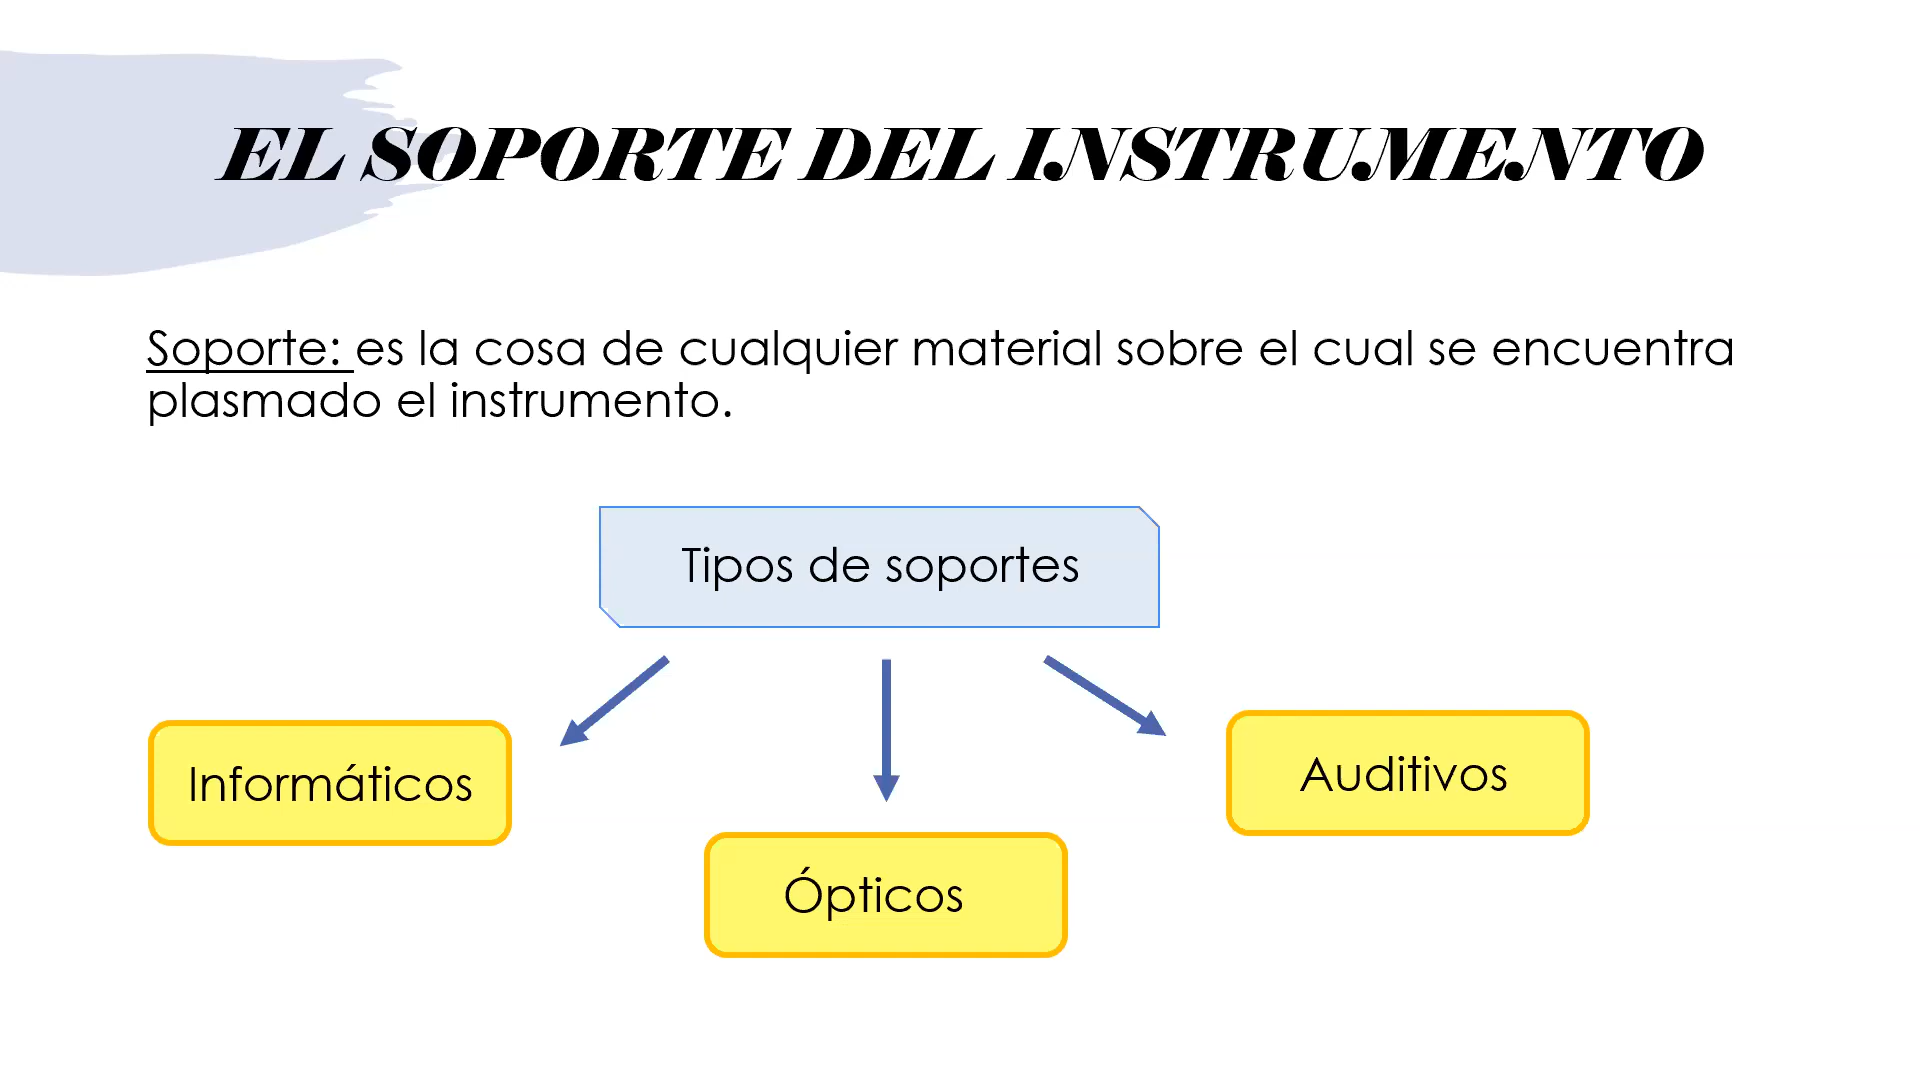 EL SOPORTE DEL INSTRUMENTO
Soporte: es la cosa de cualquier material sobre el cual se encuentra
plasmado el instrumento.
Tipos de soportes
Informáticos
Auditivos
Ópticos